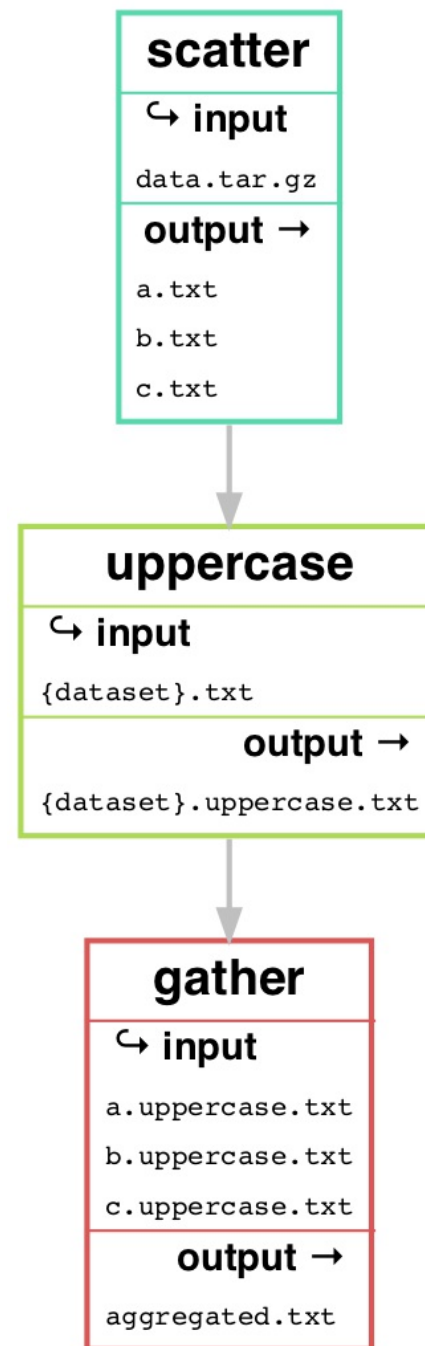 scatter
↪ input
data.tar.gz
output →
a.txt
b.txt
c.txt
uppercase
↪ input
{dataset}.txt
output →
{dataset}.uppercase.txt
gather
↪ input
a.uppercase.txt
b.uppercase.txt
c.uppercase.txt
output →
aggregated.txt